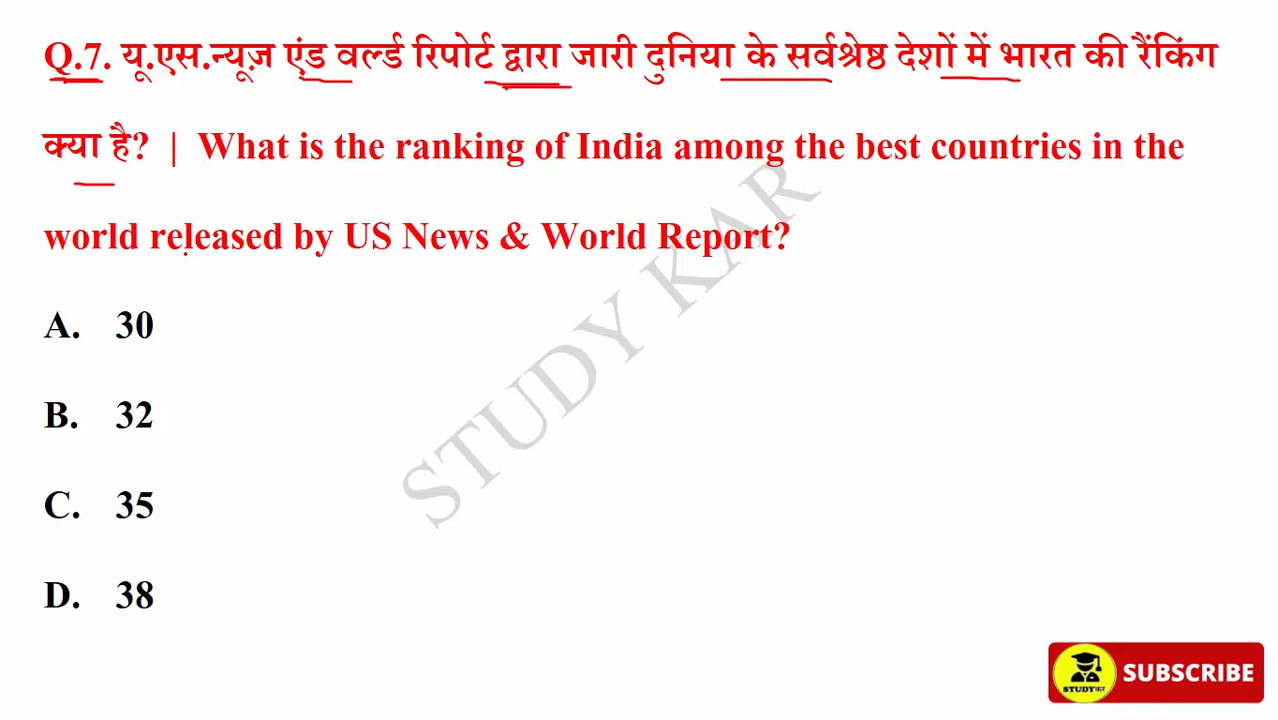 Q.7. यू.एस.न्यूज़ एंड वर्ल्ड रिपोर्ट द्वारा जारी दुनिया के सर्वश्रेष्ठ देशों में भारत की रैंकिंग
क्या है? | What is the ranking of India among the best countries in the
world released by US News & World Report?
A. 30
B. 32
C. 35
D. 38
STUDY KAR
SUBSCRIBE
STUDYकर